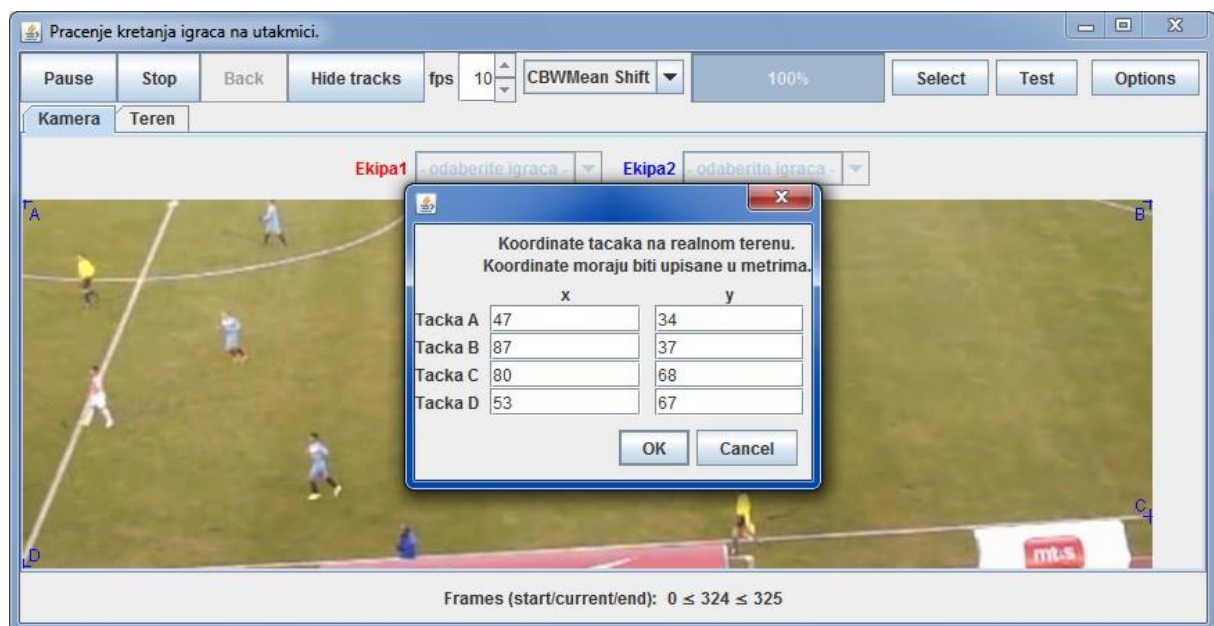 Pracenje kretanja igraca na utakmici.
Pause Stop Back Hide tracks fps 10 CBWMean Shift 100% Select Test Options
Kamera Teren
Ekipa1 - odaberite igraca - Ekipa2 - odaberite igraca -
A
B
Koordinate tacaka na realnom terenu.
Koordinate moraju biti upisane u metrima.
x y
Tacka A 47 34
Tacka B 87 37
Tacka C 80 68
Tacka D 53 67
OK Cancel
C
D
mt:s
Frames (start/current/end): 0 ≤ 324 ≤ 325